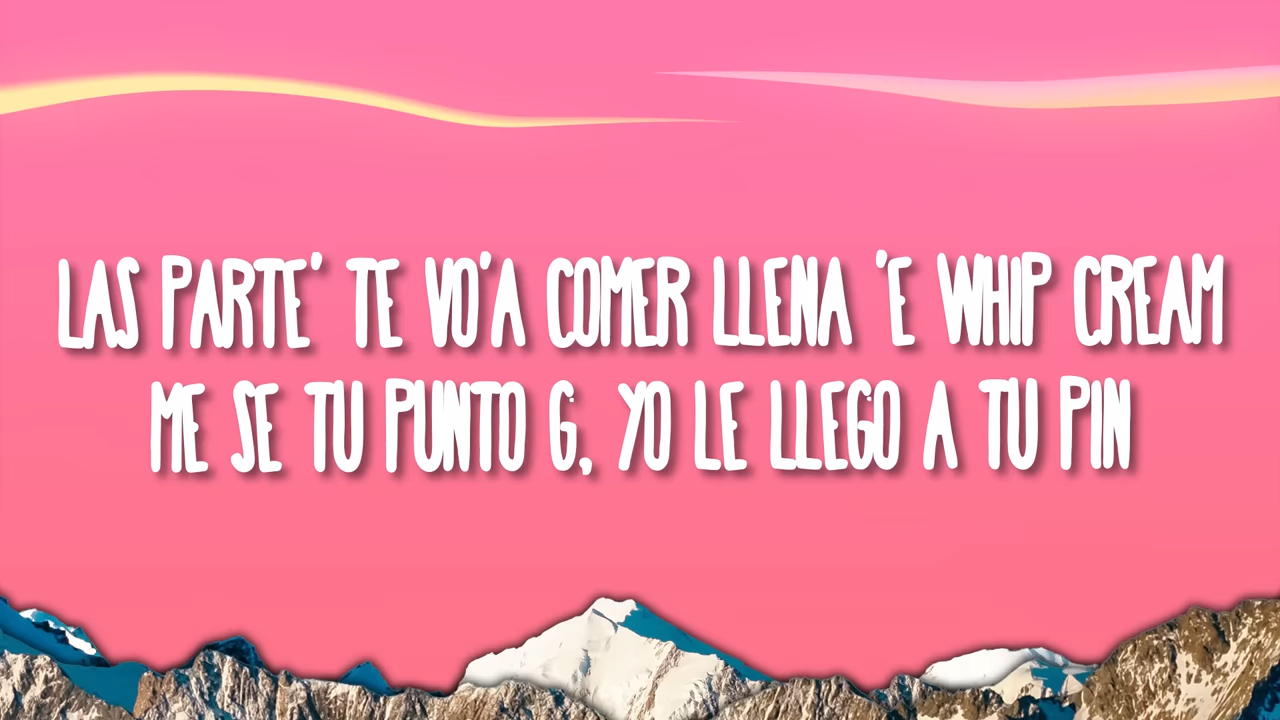 LAS PARTE' TE VO'A COMER LLENA 'E WHIP CREAM
ME SE TU PUNTO G, YO LE LLEGO A TU PIN